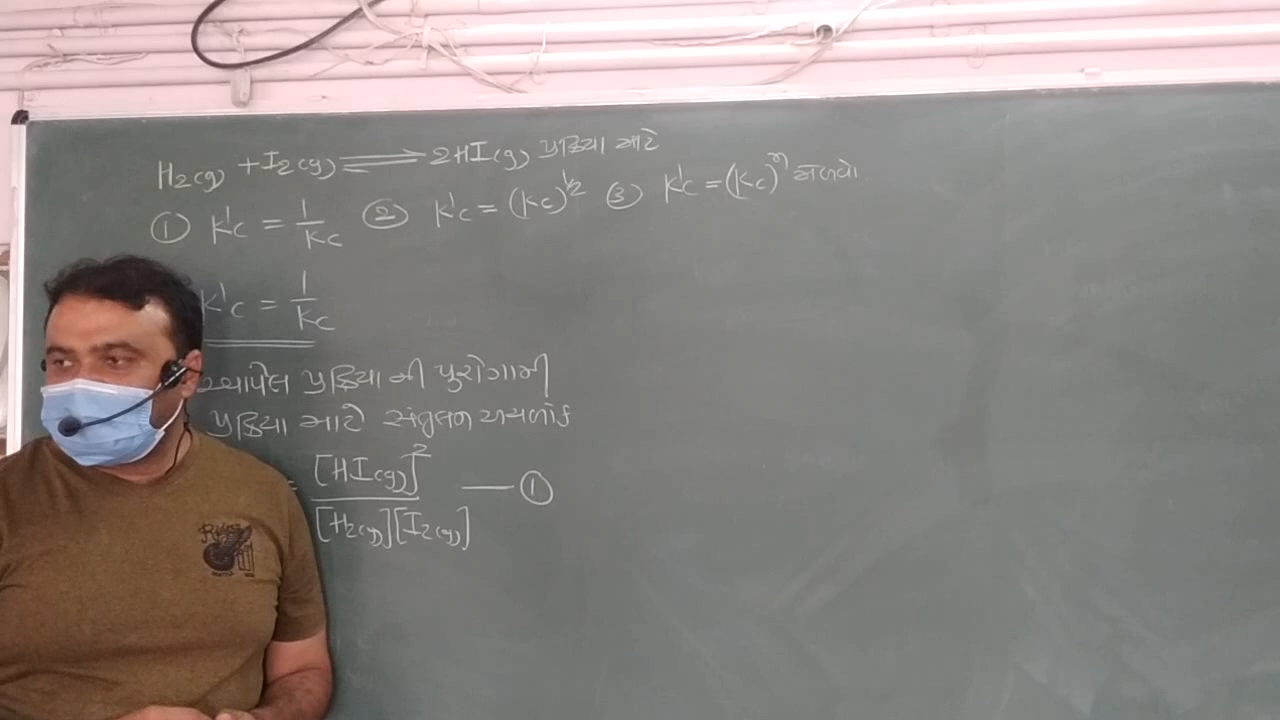 H2(g) + I2(g) ⇌ 2HI(g) પ્રક્રિયા માટે
① K'c = 1/Kc ② K'c = (Kc)^1/2 ③ K'c = (Kc)^n મેળવો
K'c = 1/Kc
સ્થાપેલ પ્રક્રિયા ની પુરોગામી
પ્રક્રિયા માટે સંતુલન અચળાંક
= [HI(g)]^2 / [H2(g)][I2(g)] — ①